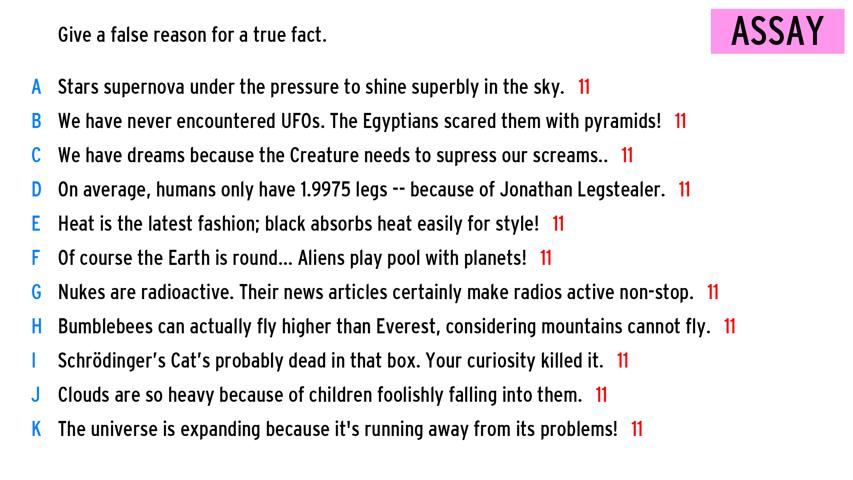 Give a false reason for a true fact.
ASSAY
A Stars supernova under the pressure to shine superbly in the sky. 11
B We have never encountered UFOs. The Egyptians scared them with pyramids! 11
C We have dreams because the Creature needs to supress our screams.. 11
D On average, humans only have 1.9975 legs -- because of Jonathan Legstealer. 11
E Heat is the latest fashion; black absorbs heat easily for style! 11
F Of course the Earth is round... Aliens play pool with planets! 11
G Nukes are radioactive. Their news articles certainly make radios active non-stop. 11
H Bumblebees can actually fly higher than Everest, considering mountains cannot fly. 11
I Schrödinger's Cat's probably dead in that box. Your curiosity killed it. 11
J Clouds are so heavy because of children foolishly falling into them. 11
K The universe is expanding because it's running away from its problems! 11